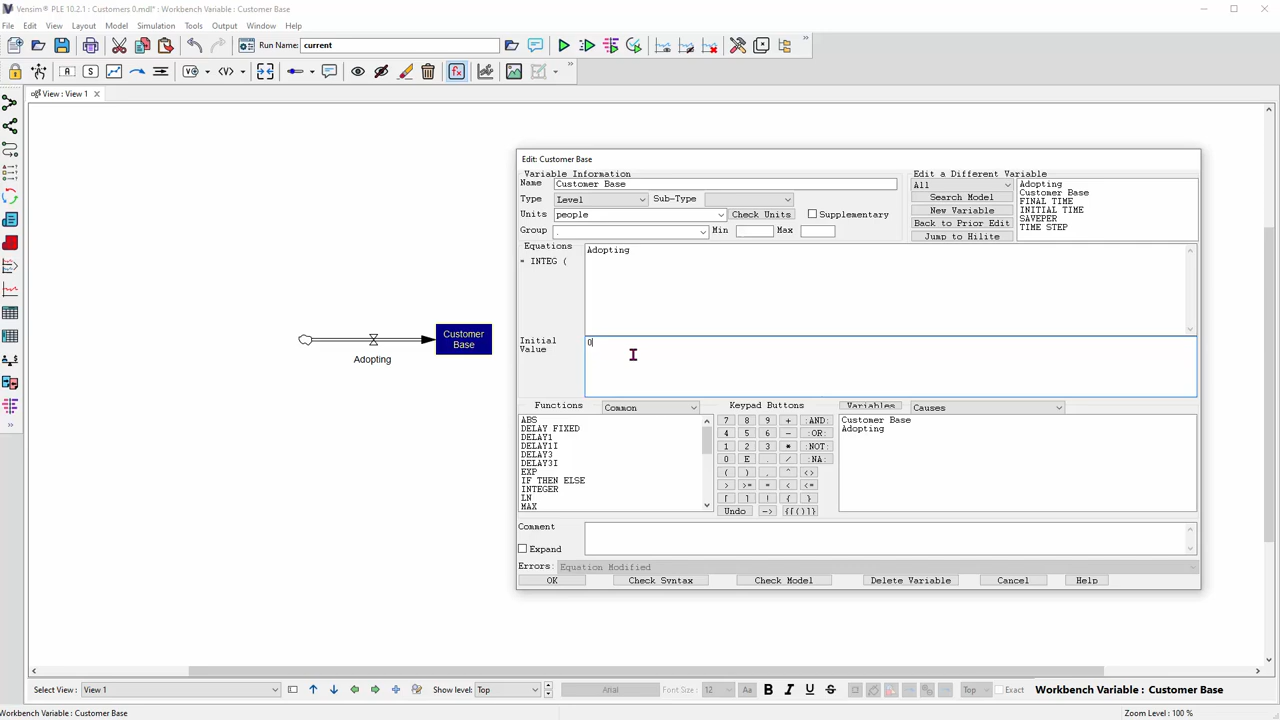 Vensim® PLE 10.2.1 : Customers 0.mdl* : Workbench Variable : Customer Base
File Edit View Layout Model Simulation Tools Output Window Help
Run Name: current
View : View 1
Edit: Customer Base
Variable Information
Name Customer Base
Type Level Sub-Type
Units people Check Units Supplementary
Group . Min Max
Edit a Different Variable
All
Search Model
New Variable
Back to Prior Edit
Jump to Hilite
Adopting
Customer Base
FINAL TIME
INITIAL TIME
SAVEPER
TIME STEP
Equations
= INTEG (
Adopting
Initial
Value
0
Customer
Base
Adopting
Functions Common
ABS
DELAY FIXED
DELAY1
DELAY1I
DELAY3
DELAY3I
EXP
IF THEN ELSE
INTEGER
LN
MAX
Keypad Buttons
7 8 9 + :AND:
4 5 6 - :OR:
1 2 3 * :NOT:
0 E . / :NA:
( ) , ^ <>
> >= = < <=
[ ] ! { }
Undo -> {[()]}
Variables Causes
Customer Base
Adopting
Comment
Expand
Errors: Equation Modified
OK Check Syntax Check Model Delete Variable Cancel Help
Select View : View 1 Show level: Top Arial Font Size : 12 Aa B I U S Top Exact Workbench Variable : Customer Base
Workbench Variable: Customer Base Zoom Level : 100 %